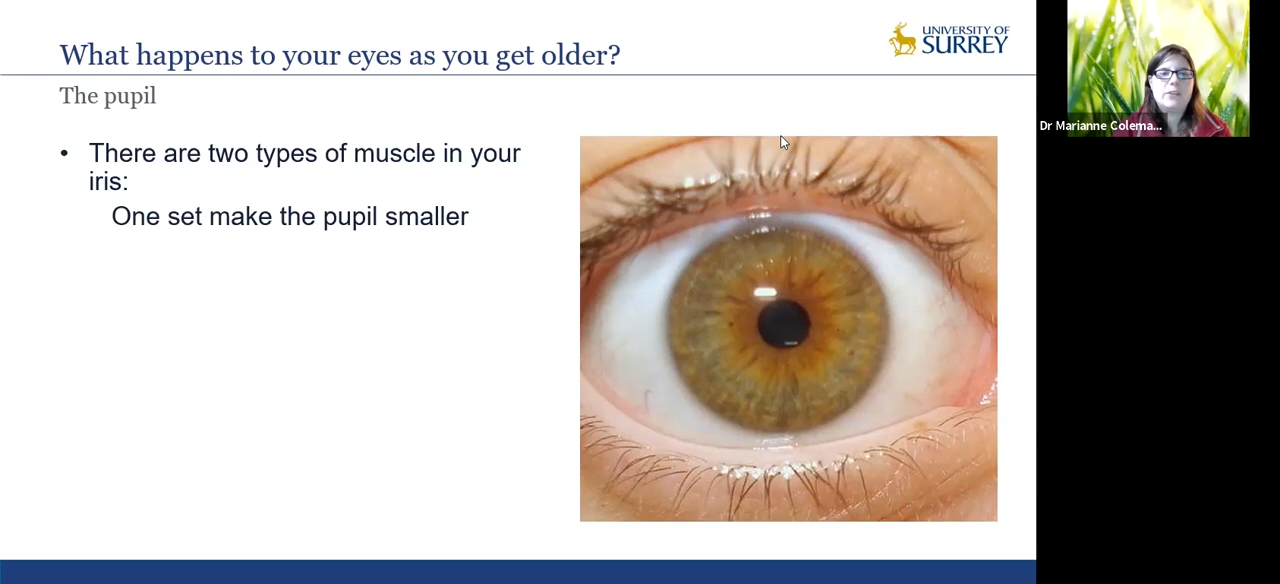 What happens to your eyes as you get older?
UNIVERSITY OF
SURREY
The pupil
• There are two types of muscle in your
iris:
One set make the pupil smaller
Dr Marianne Colema...